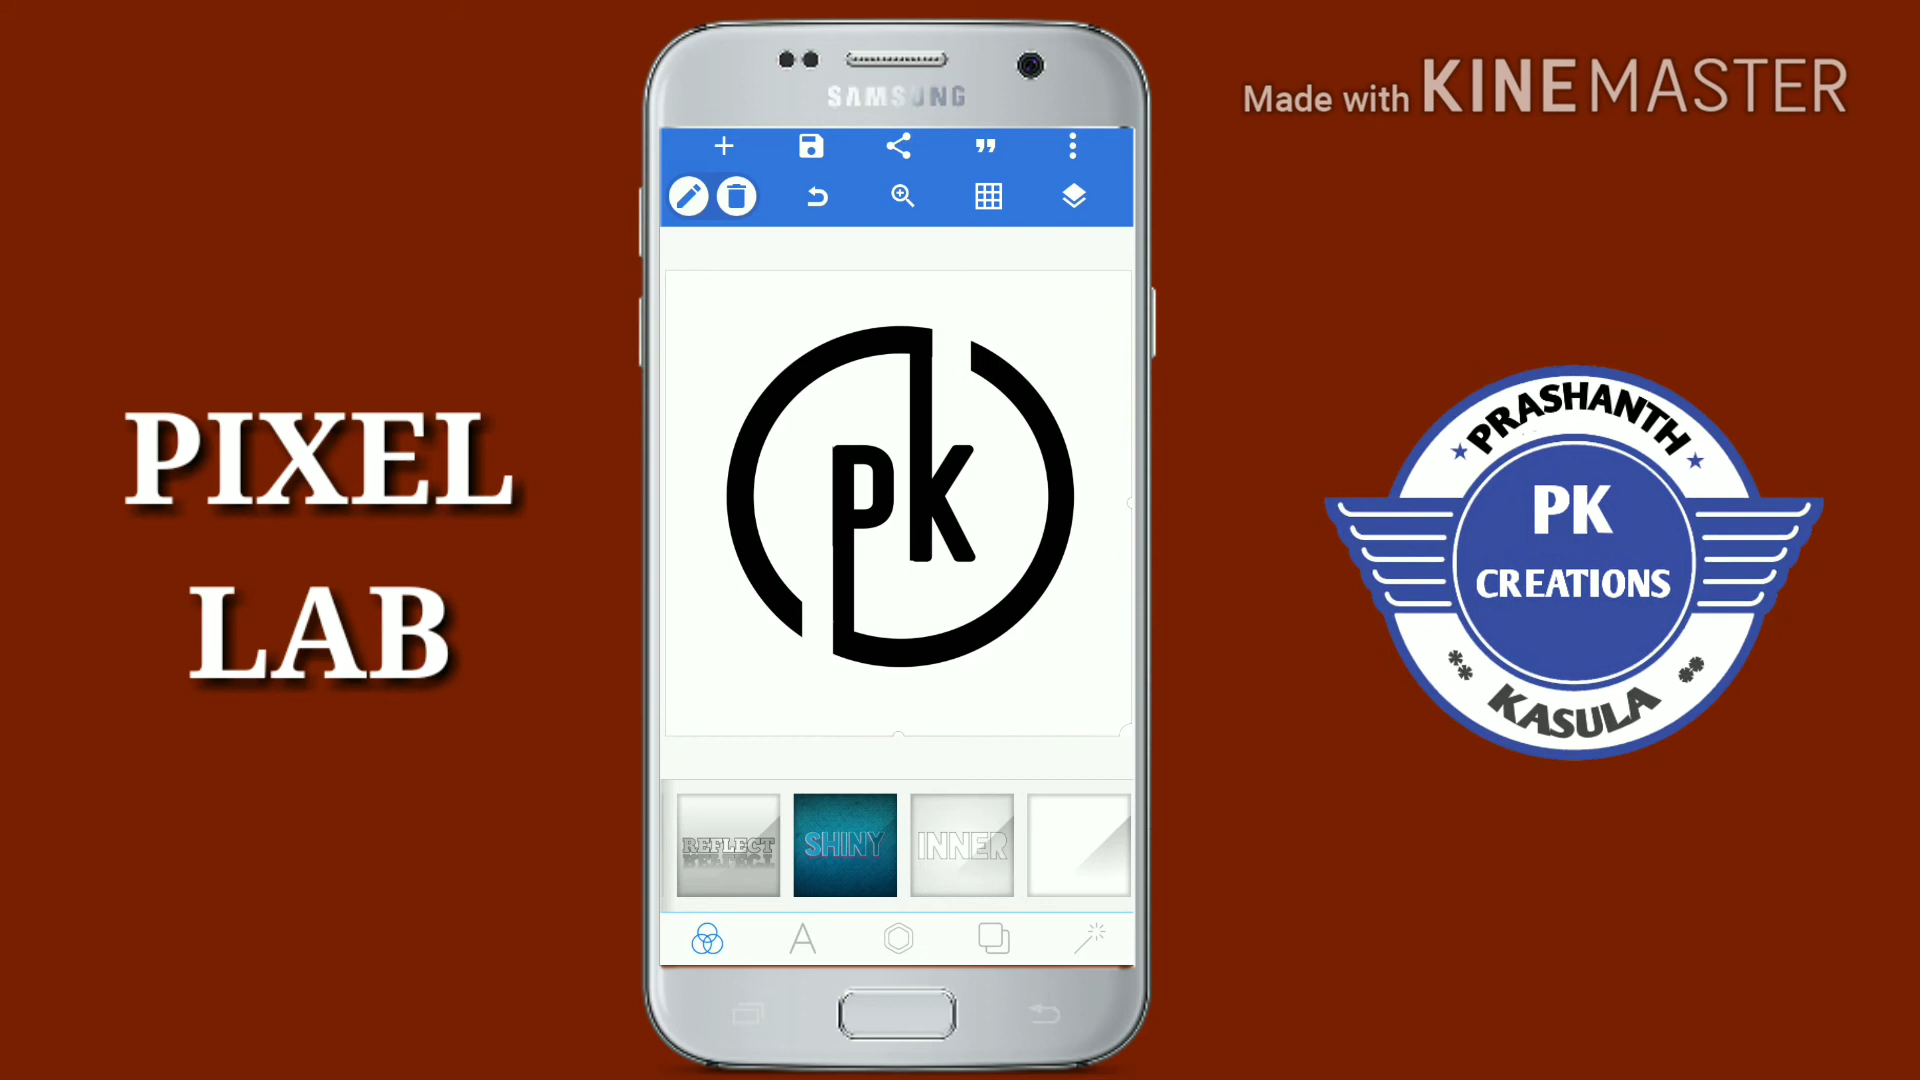 Made with KINEMASTER
SAMSUNG
PIXEL
LAB
PK
PRASHANTH
PK
CREATIONS
KASULA
REFLECT
SHINY
INNER